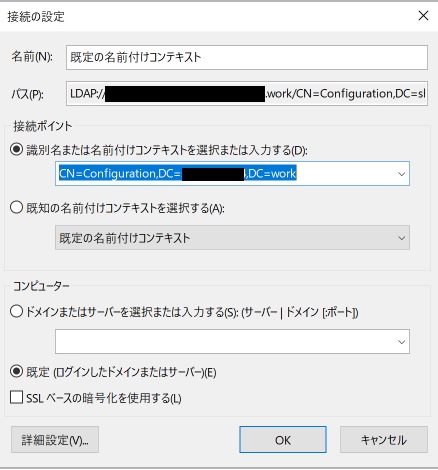 接続の設定
名前(N): 既定の名前付けコンテキスト
パス(P): LDAP:// .work/CN=Configuration,DC=sl
接続ポイント
識別名または名前付けコンテキストを選択または入力する(D):
CN=Configuration,DC= ,DC=work
既知の名前付けコンテキストを選択する(A):
既定の名前付けコンテキスト
コンピューター
ドメインまたはサーバーを選択または入力する(S): (サーバー | ドメイン [:ポート])
既定 (ログインしたドメインまたはサーバー)(E)
SSL ベースの暗号化を使用する(L)
詳細設定(V)... OK キャンセル